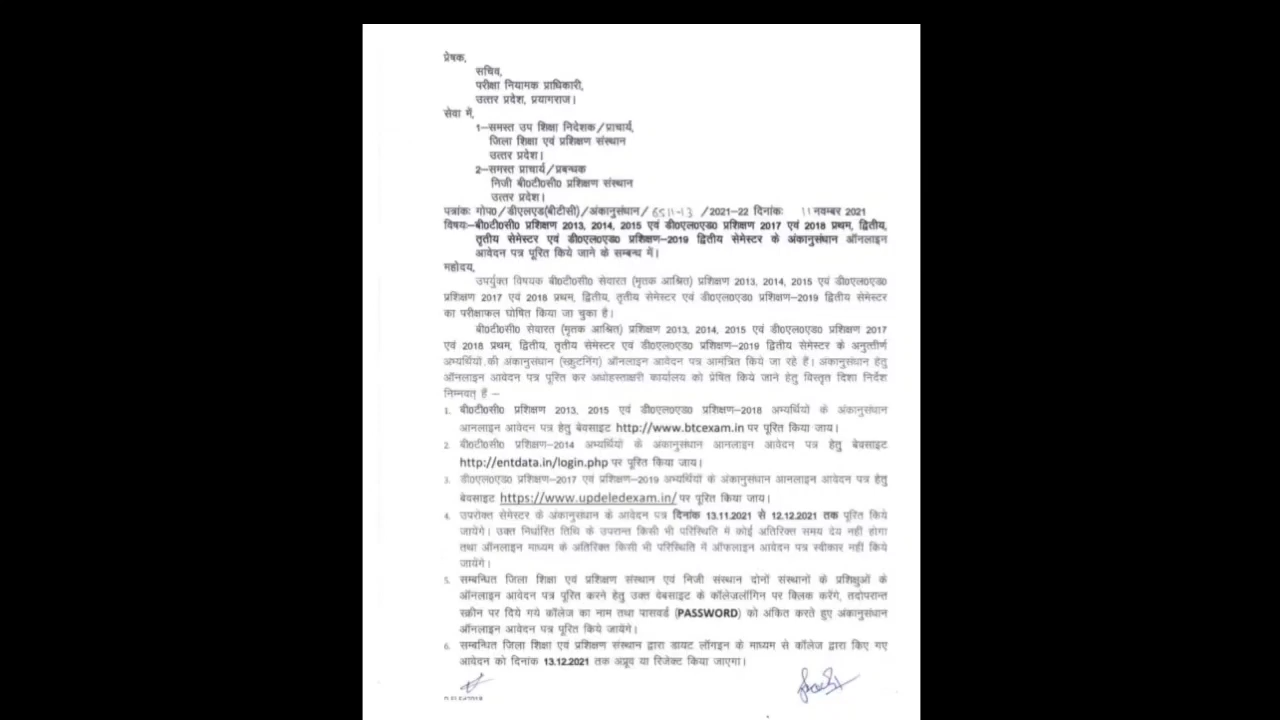 प्रेषक,
सचिव,
परीक्षा नियामक प्राधिकारी,
उत्तर प्रदेश, प्रयागराज।
सेवा में,
1–समस्त उप शिक्षा निदेशक/प्राचार्य,
जिला शिक्षा एवं प्रशिक्षण संस्थान
उत्तर प्रदेश।
2–समस्त प्राचार्य/प्रबन्धक
निजी बी0टी0सी0 प्रशिक्षण संस्थान
उत्तर प्रदेश।
पत्रांकः गोप0/डीएलएड(बीटीसी)/अंकानुसंधान/ 6511-13 /2021-22 दिनांकः 11 नवम्बर 2021
विषयः–बी0टी0सी0 प्रशिक्षण 2013, 2014, 2015 एवं डी0एल0एड0 प्रशिक्षण 2017 एवं 2018 प्रथम, द्वितीय,
तृतीय सेमेस्टर एवं डी0एल0एड0 प्रशिक्षण–2019 द्वितीय सेमेस्टर के अंकानुसंधान ऑनलाइन
आवेदन पत्र पूरित किये जाने के सम्बन्ध में।
महोदय,
उपर्युक्त विषयक बी0टी0सी0 सेवारत (मृतक आश्रित) प्रशिक्षण 2013, 2014, 2015 एवं डी0एल0एड0
प्रशिक्षण 2017 एवं 2018 प्रथम, द्वितीय, तृतीय सेमेस्टर एवं डी0एल0एड0 प्रशिक्षण–2019 द्वितीय सेमेस्टर
का परीक्षाफल घोषित किया जा चुका है।
बी0टी0सी0 सेवारत (मृतक आश्रित) प्रशिक्षण 2013, 2014, 2015 एवं डी0एल0एड0 प्रशिक्षण 2017
एवं 2018 प्रथम, द्वितीय, तृतीय सेमेस्टर एवं डी0एल0एड0 प्रशिक्षण–2019 द्वितीय सेमेस्टर के अनुत्तीर्ण
अभ्यर्थियों की अंकानुसंधान (स्क्रुटनिंग) ऑनलाइन आवेदन पत्र आमंत्रित किये जा रहे हैं। अंकानुसंधान हेतु
ऑनलाइन आवेदन पत्र पूरित कर अधोहस्ताक्षरी कार्यालय को प्रेषित किये जाने हेतु विस्तृत दिशा निर्देश
निम्नवत् हैं –
1. बी0टी0सी0 प्रशिक्षण 2013, 2015 एवं डी0एल0एड0 प्रशिक्षण–2018 अभ्यर्थियों के अंकानुसंधान
आनलाइन आवेदन पत्र हेतु बेवसाइट http://www.btcexam.in पर पूरित किया जाय।
2. बी0टी0सी0 प्रशिक्षण–2014 अभ्यर्थियों के अंकानुसंधान आनलाइन आवेदन पत्र हेतु बेवसाइट
http://entdata.in/login.php पर पूरित किया जाय।
3. डी0एल0एड0 प्रशिक्षण–2017 एवं प्रशिक्षण–2019 अभ्यर्थियों के अंकानुसंधान आनलाइन आवेदन पत्र हेतु
बेवसाइट https://www.updeledexam.in/ पर पूरित किया जाय।
4. उपरोक्त सेमेस्टर के अंकानुसंधान के आवेदन पत्र दिनांक 13.11.2021 से 12.12.2021 तक पूरित किये
जायेंगे। उक्त निर्धारित तिथि के उपरान्त किसी भी परिस्थिति में कोई अतिरिक्त समय देय नहीं होगा
तथा ऑनलाइन माध्यम के अतिरिक्त किसी भी परिस्थिति में ऑफलाइन आवेदन पत्र स्वीकार नहीं किये
जायेंगे।
5. सम्बन्धित जिला शिक्षा एवं प्रशिक्षण संस्थान एवं निजी संस्थान दोनों संस्थानों के प्रशिक्षुओं के
ऑनलाइन आवेदन पत्र पूरित करने हेतु उक्त वेबसाइट के कॉलेजलॉगिन पर क्लिक करेंगे, तदोपरान्त
स्क्रीन पर दिये गये कॉलेज का नाम तथा पासवर्ड (PASSWORD) को अंकित करते हुए अंकानुसंधान
ऑनलाइन आवेदन पत्र पूरित किये जायेंगे।
6. सम्बन्धित जिला शिक्षा एवं प्रशिक्षण संस्थान द्वारा डायट लॉगइन के माध्यम से कॉलेज द्वारा किए गए
आवेदन को दिनांक 13.12.2021 तक अप्रूव या रिजेक्ट किया जाएगा।